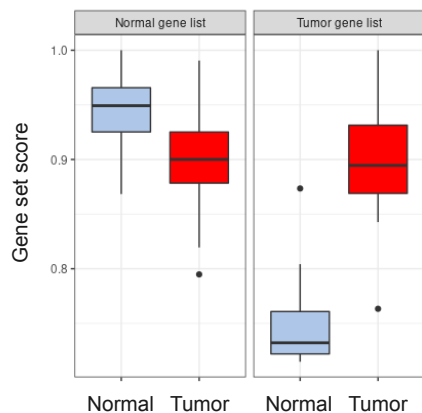 Normal gene list
Tumor gene list
Gene set score
1.0
0.9
0.8
Normal Tumor Normal Tumor